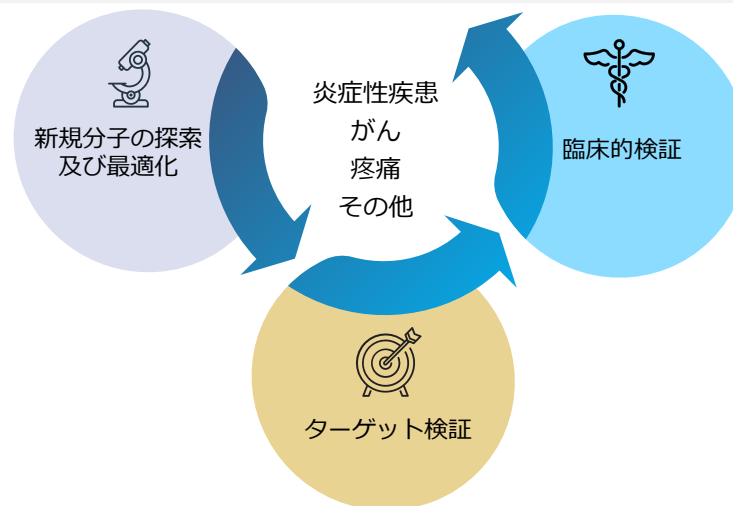 新規分子の探索
及び最適化
炎症性疾患
がん
疼痛
その他
臨床的検証
ターゲット検証